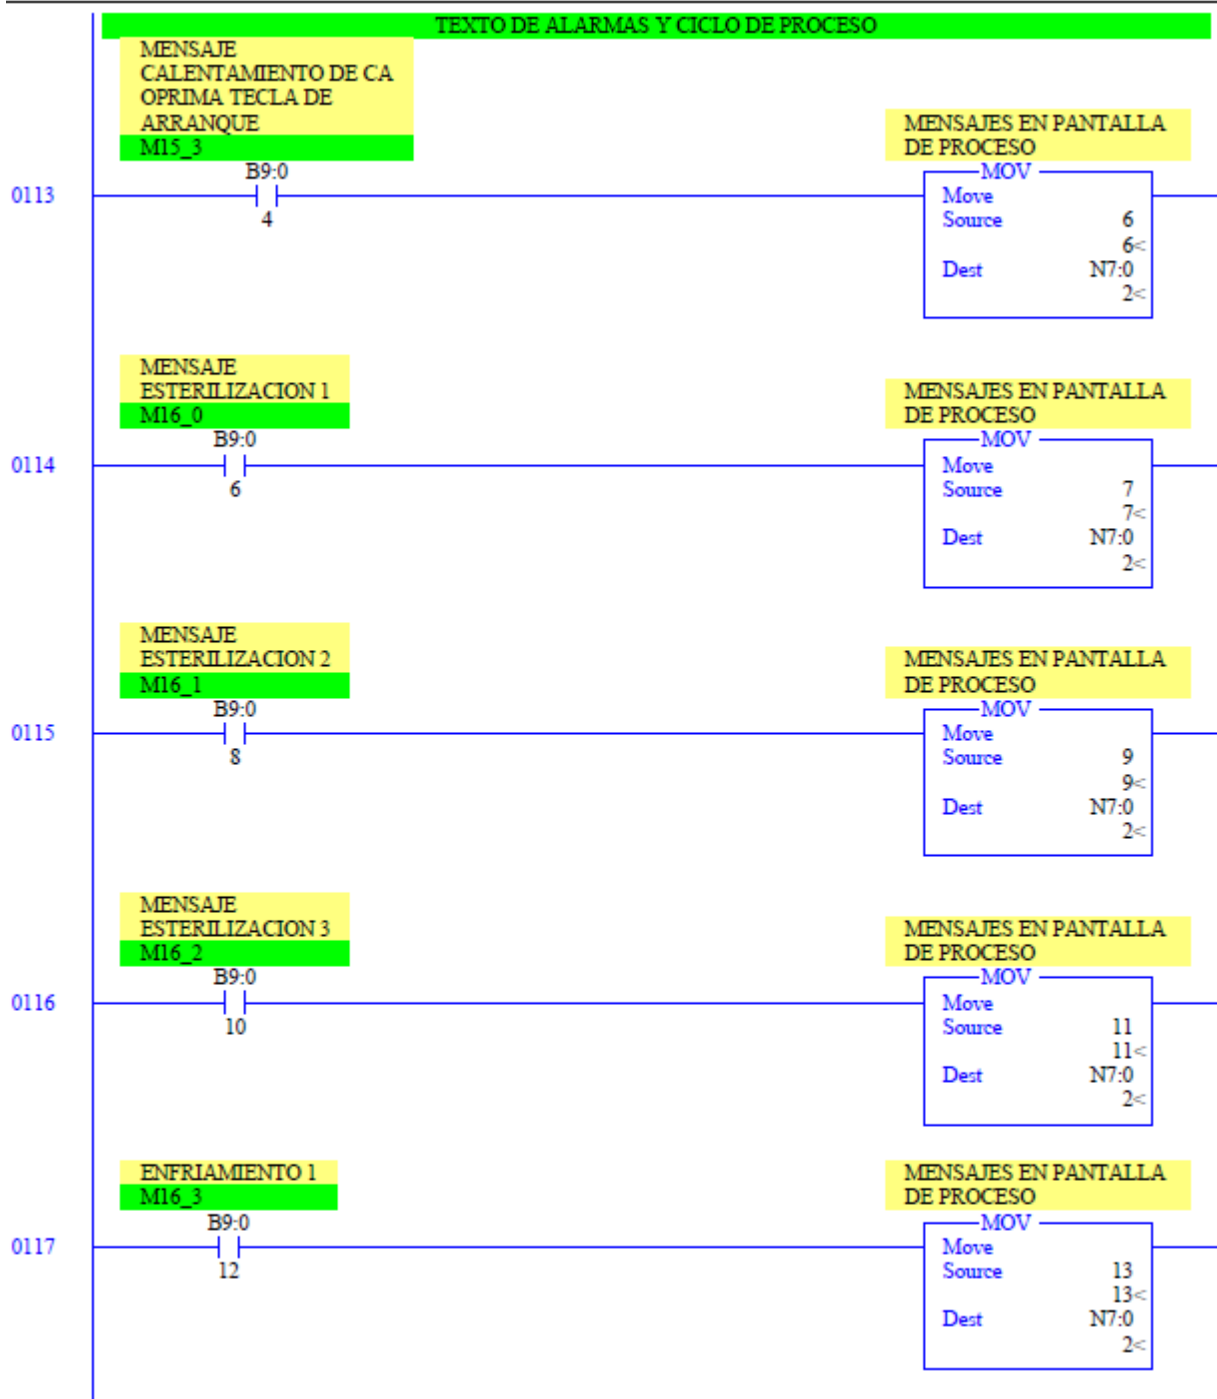 TEXTO DE ALARMAS Y CICLO DE PROCESO
MENSAJE
CALENTAMIENTO DE CA
OPRIMA TECLA DE
ARRANQUE
M15_3
B9:0
4
0113
MENSAJES EN PANTALLA
DE PROCESO
MOV
Move
Source 6
6<
Dest N7:0
2<
MENSAJE
ESTERILIZACION 1
M16_0
B9:0
6
0114
MENSAJES EN PANTALLA
DE PROCESO
MOV
Move
Source 7
7<
Dest N7:0
2<
MENSAJE
ESTERILIZACION 2
M16_1
B9:0
8
0115
MENSAJES EN PANTALLA
DE PROCESO
MOV
Move
Source 9
9<
Dest N7:0
2<
MENSAJE
ESTERILIZACION 3
M16_2
B9:0
10
0116
MENSAJES EN PANTALLA
DE PROCESO
MOV
Move
Source 11
11<
Dest N7:0
2<
ENFRIAMIENTO 1
M16_3
B9:0
12
0117
MENSAJES EN PANTALLA
DE PROCESO
MOV
Move
Source 13
13<
Dest N7:0
2<